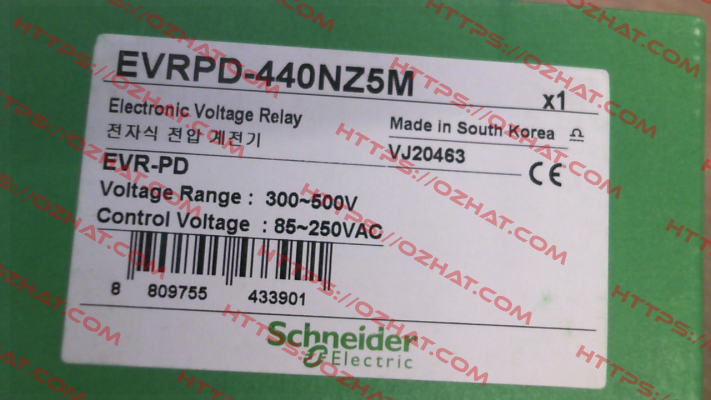 EVRPD-440NZ5M
x1
Electronic Voltage Relay
전자식 전압 계전기
Made in South Korea
VJ20463
EVR-PD
CE
Voltage Range : 300~500V
Control Voltage : 85~250VAC
8 809755 433901
Schneider
Electric
HTTPS://OZHAT.COM